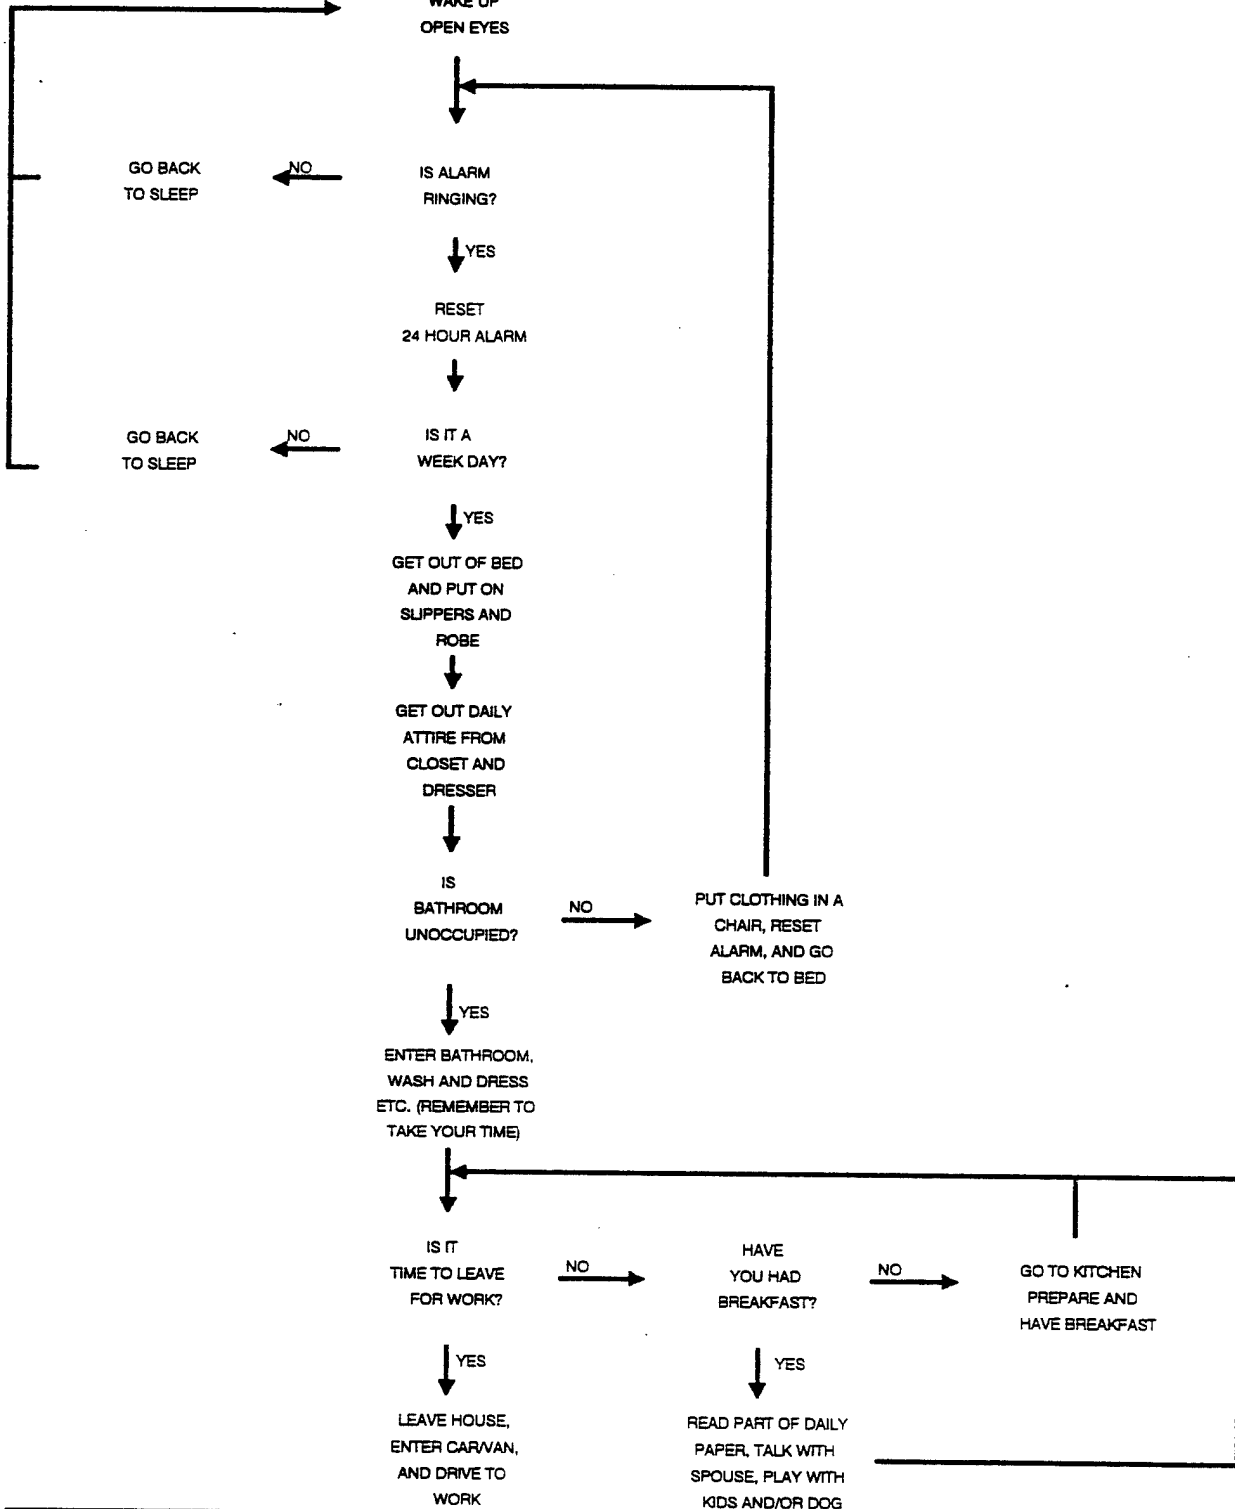 WAKE UP
OPEN EYES
GO BACK
TO SLEEP
NO
IS ALARM
RINGING?
YES
RESET
24 HOUR ALARM
GO BACK
TO SLEEP
NO
IS IT A
WEEK DAY?
YES
GET OUT OF BED
AND PUT ON
SLIPPERS AND
ROBE
GET OUT DAILY
ATTIRE FROM
CLOSET AND
DRESSER
IS
BATHROOM
UNOCCUPIED?
NO
PUT CLOTHING IN A
CHAIR, RESET
ALARM, AND GO
BACK TO BED
YES
ENTER BATHROOM,
WASH AND DRESS
ETC. (REMEMBER TO
TAKE YOUR TIME)
IS IT
TIME TO LEAVE
FOR WORK?
NO
HAVE
YOU HAD
BREAKFAST?
NO
GO TO KITCHEN
PREPARE AND
HAVE BREAKFAST
YES
YES
LEAVE HOUSE,
ENTER CAR/VAN,
AND DRIVE TO
WORK
READ PART OF DAILY
PAPER, TALK WITH
SPOUSE, PLAY WITH
KIDS AND/OR DOG